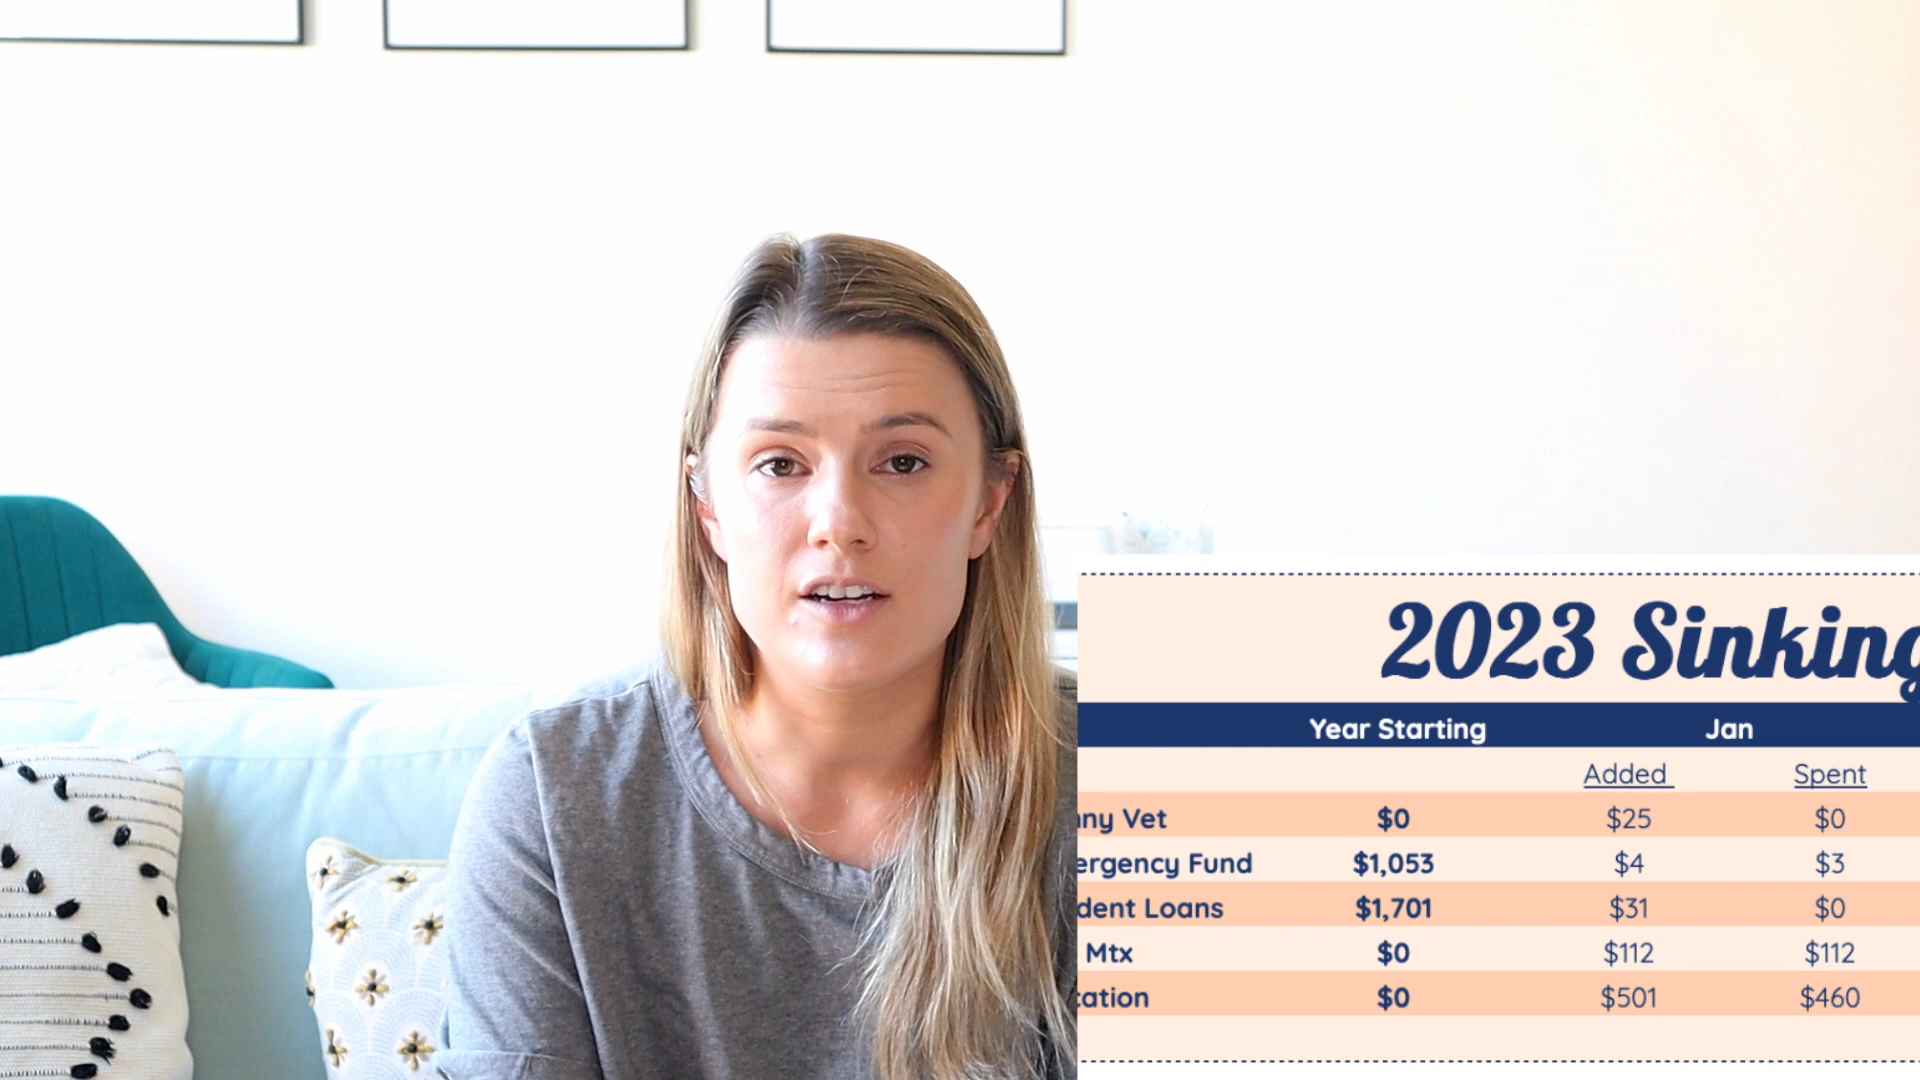 2023 Sinking
Year Starting Jan
Added Spent
nny Vet $0 $25 $0
ergency Fund $1,053 $4 $3
dent Loans $1,701 $31 $0
Mtx $0 $112 $112
cation $0 $501 $460